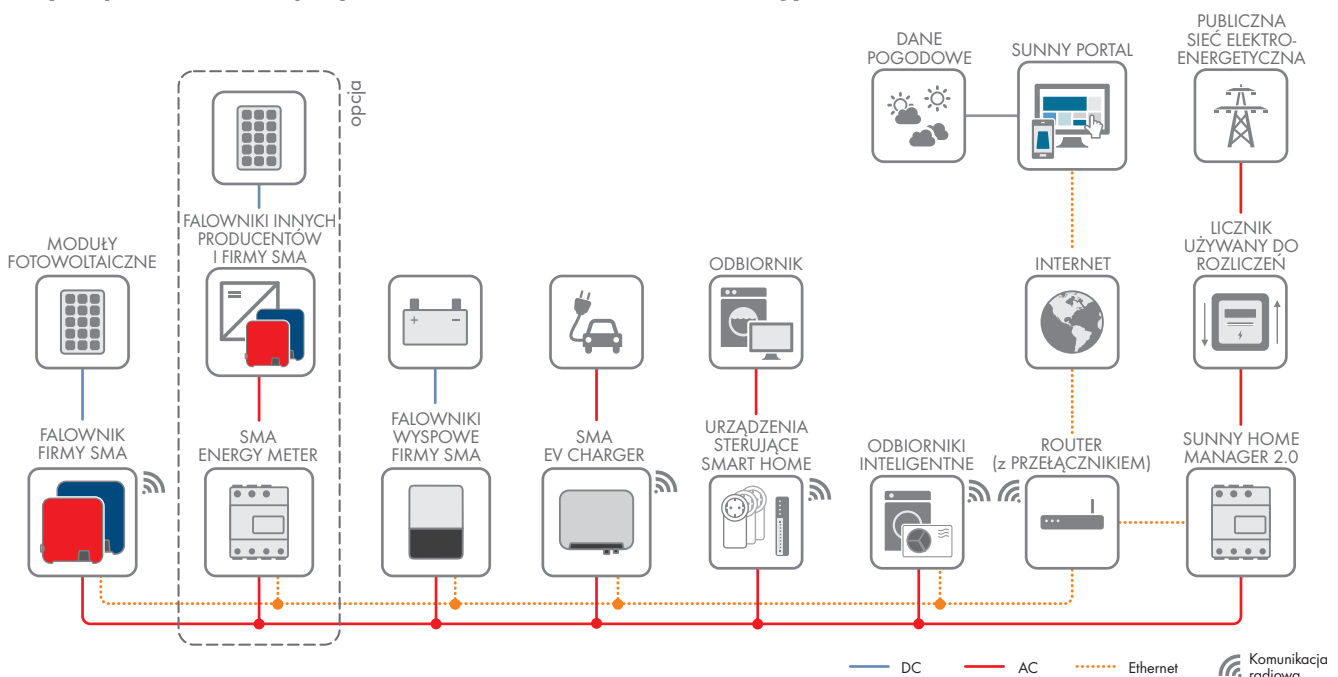 opcja
DANE
POGODOWE
SUNNY PORTAL
PUBLICZNA
SIEĆ ELEKTRO-
ENERGETYCZNA
MODUŁY
FOTOWOLTAICZNE
FALOWNIKI INNYCH
PRODUCENTÓW
I FIRMY SMA
ODBIORNIK
INTERNET
LICZNIK
UŻYWANY DO
ROZLICZEŃ
FALOWNIK
FIRMY SMA
SMA
ENERGY METER
FALOWNIKI
WYSPOWE
FIRMY SMA
SMA
EV CHARGER
URZĄDZENIA
STERUJĄCE
SMART HOME
ODBIORNIKI
INTELIGENTNE
ROUTER
(z PRZEŁĄCZNIKIEM)
SUNNY HOME
MANAGER 2.0
DC
AC
Ethernet
Komunikacja
radiowa